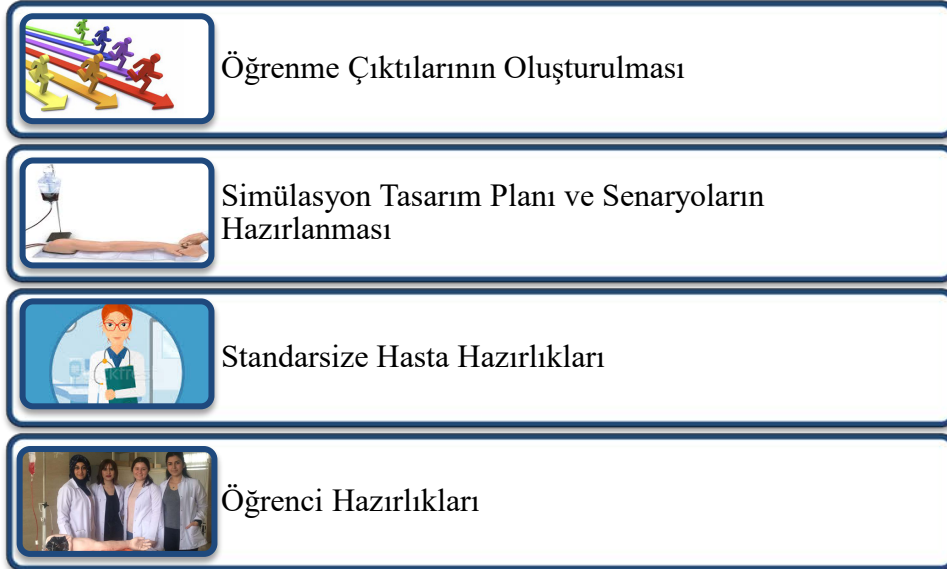 Öğrenme Çıktılarının Oluşturulması
Simülasyon Tasarım Planı ve Senaryoların
Hazırlanması
Standarsize Hasta Hazırlıkları
Öğrenci Hazırlıkları